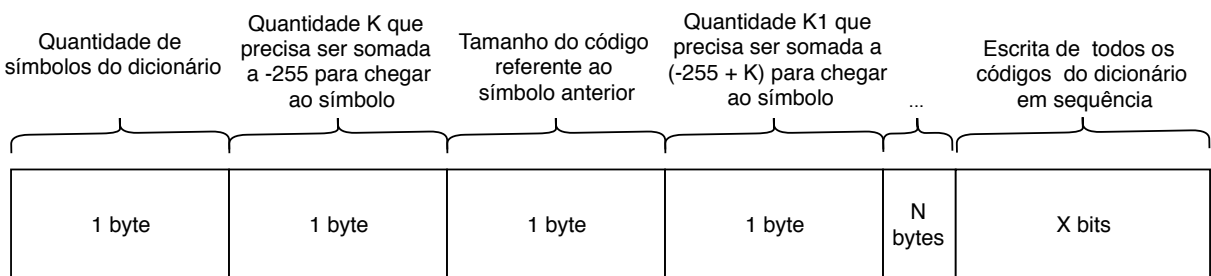 Quantidade de
símbolos do dicionário
Quantidade K que
precisa ser somada
a -255 para chegar
ao símbolo
Tamanho do código
referente ao
símbolo anterior
Quantidade K1 que
precisa ser somada a
(-255 + K) para chegar
ao símbolo
...
Escrita de todos os
códigos do dicionário
em sequência
1 byte
1 byte
1 byte
1 byte
N
bytes
X bits